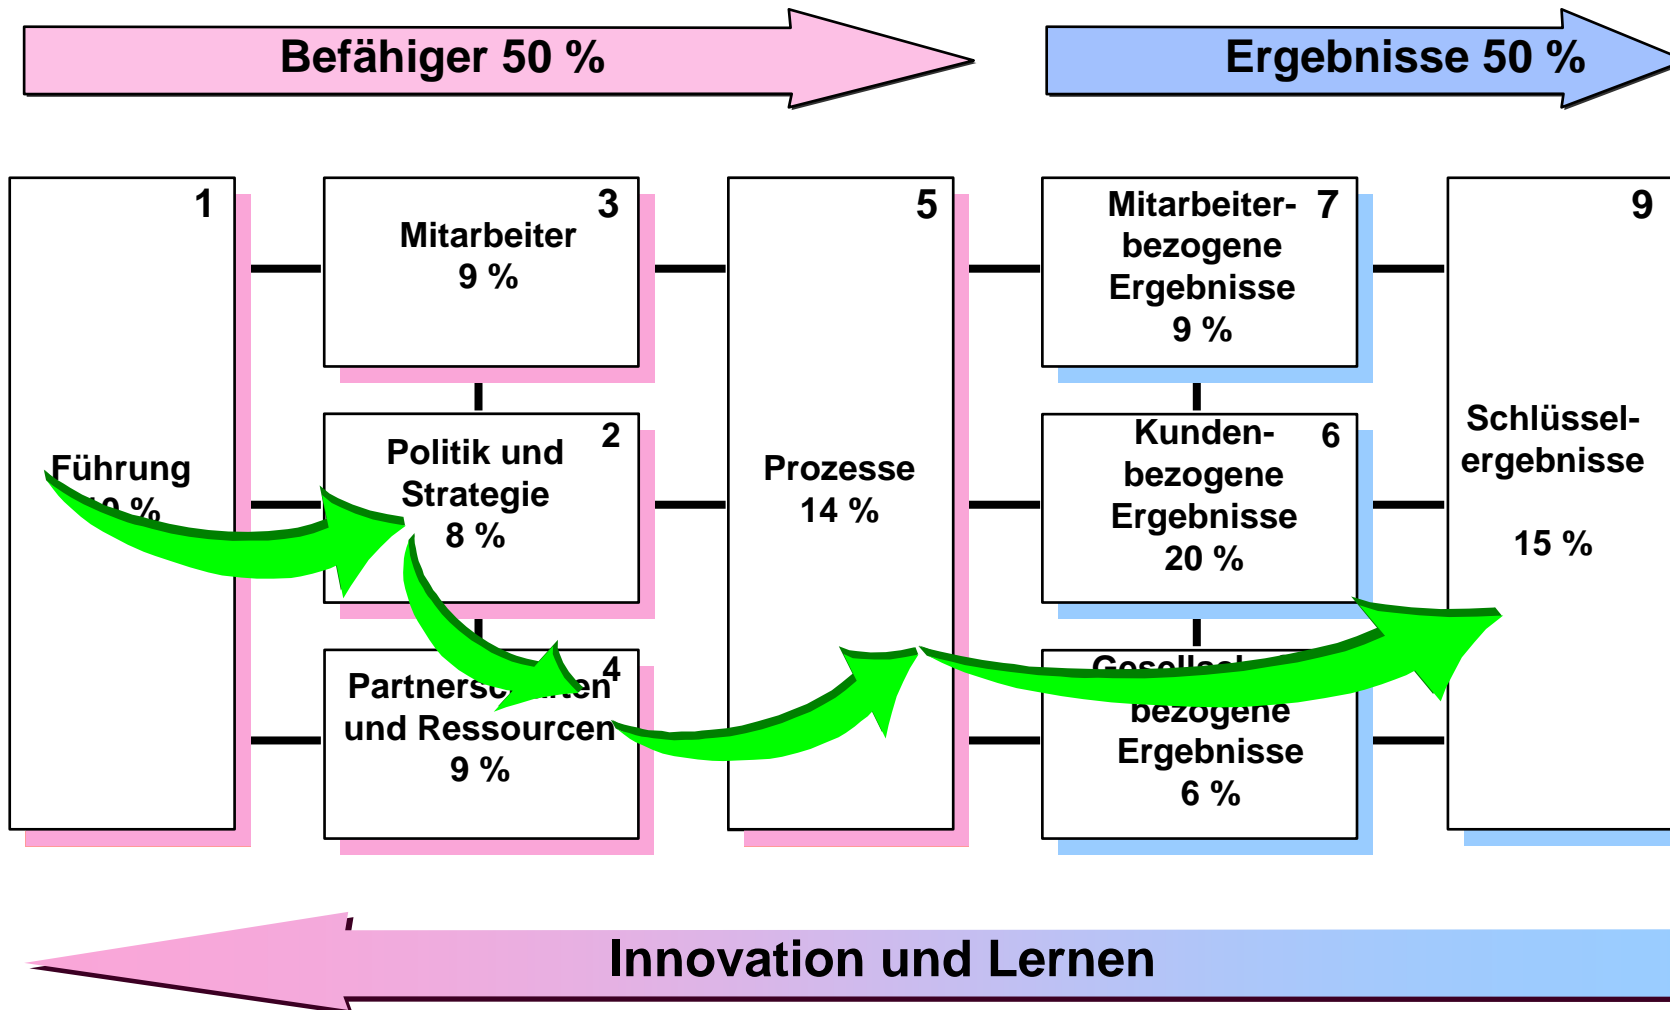 Befähiger 50 %
Ergebnisse 50 %
1
Führung
3
Mitarbeiter
9 %
2
Politik und
Strategie
8 %
4
und Ressourcen
9 %
5
Prozesse
14 %
7
Mitarbeiter-
bezogene
Ergebnisse
9 %
6
Kunden-
bezogene
Ergebnisse
20 %
bezogene
Ergebnisse
6 %
9
Schlüssel-
ergebnisse
15 %
Innovation und Lernen